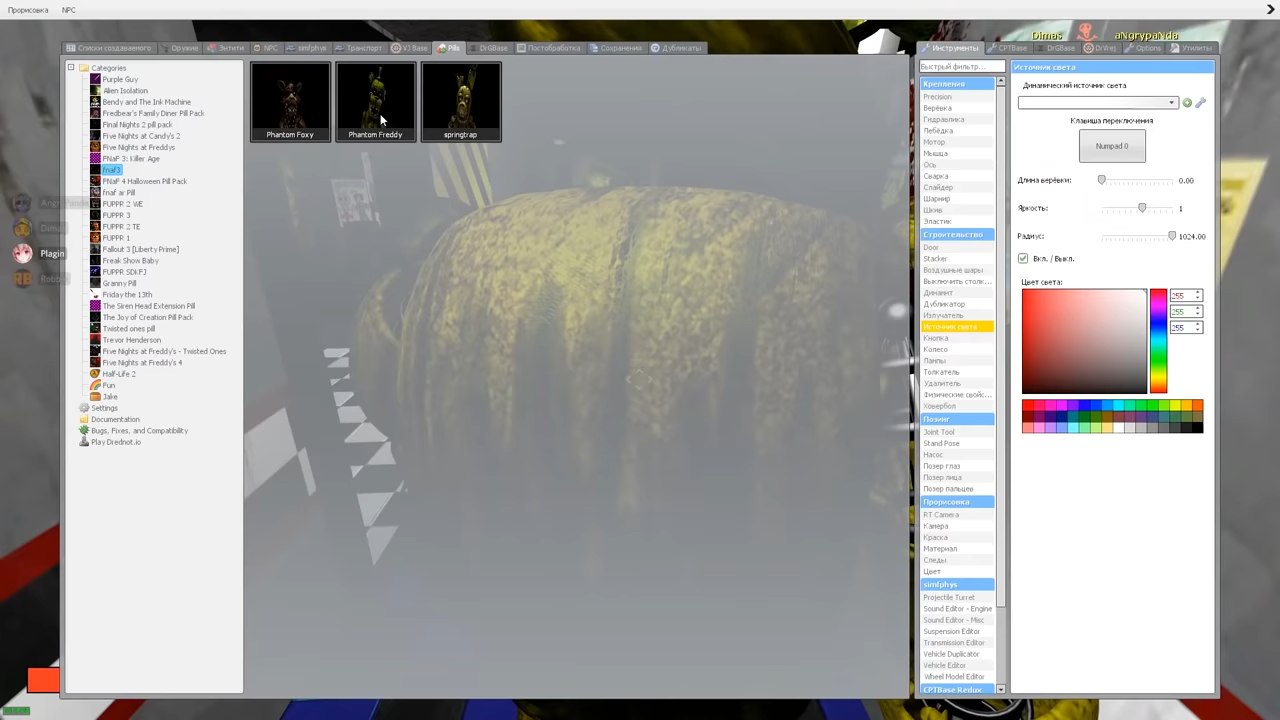 Прорисовка
NPC
Dimas
aNgrypaNda
Списки создаваемого
Оружие
Энтити
NPC
simfphys
Транспорт
VJ Base
Pills
DrGBase
Постобработка
Сохранения
Дубликаты
Categories
Purple Guy
Alien Isolation
Bendy and The Ink Machine
Fredbear's Family Diner Pill Pack
Final Nights 2 pill pack
Five Nights at Candy's 2
Five Nights at Freddys
FNaF 3: Killer Age
fnaf3
FNaF 4 Halloween Pill Pack
fnaf ar Pill
FUPPR 2 WE
FUPPR 3
FUPPR 2 TE
FUPPR 1
Fallout 3 [Liberty Prime]
Freak Show Baby
FUPPR SDI.FJ
Granny Pill
Friday the 13th
The Siren Head Extension Pill
The Joy of Creation Pill Pack
Twisted ones pill
Trevor Henderson
Five Nights at Freddy's - Twisted Ones
Five Nights at Freddy's 4
Half-Life 2
Fun
Jake
Settings
Documentation
Bugs, Fixes, and Compatibility
Play Drednot.io
Plagin
Phantom Foxy
Phantom Freddy
springtrap
Инструменты
CPTBase
DrGBase
DrVrej
Options
Утилиты
Быстрый фильтр...
Крепления
Precision
Верёвка
Гидравлика
Лебёдка
Мотор
Мышца
Ось
Сварка
Слайдер
Шарнир
Шкив
Эластик
Строительство
Door
Stacker
Воздушные шары
Выключить столк...
Динамит
Дубликатор
Излучатель
Источник света
Кнопка
Колесо
Лампы
Толкатель
Удалитель
Физические свойс...
Ховербол
Позинг
Joint Tool
Stand Pose
Насос
Позер глаз
Позер лица
Позер пальцев
Прорисовка
RT Camera
Камера
Краска
Материал
Следы
Цвет
simfphys
Projectile Turret
Sound Editor - Engine
Sound Editor - Misc
Suspension Editor
Transmission Editor
Vehicle Duplicator
Vehicle Editor
Wheel Model Editor
CPTBase Redux
Источник света
Динамический источник света
Клавиша переключения
Numpad 0
Длина верёвки:
0.00
Яркость:
1
Радиус:
1024.00
Вкл. / Выкл.
Цвет света:
255
255
255